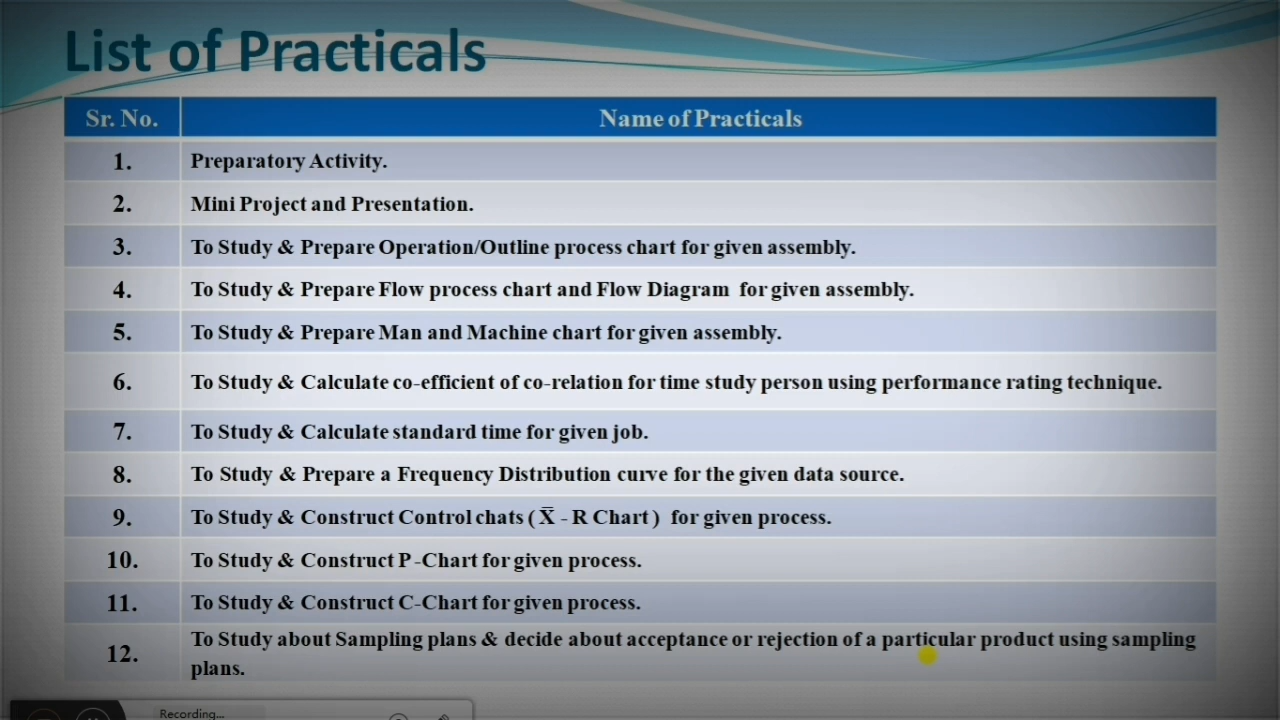 List of Practicals
Sr. No. Name of Practicals
1. Preparatory Activity.
2. Mini Project and Presentation.
3. To Study & Prepare Operation/Outline process chart for given assembly.
4. To Study & Prepare Flow process chart and Flow Diagram for given assembly.
5. To Study & Prepare Man and Machine chart for given assembly.
6. To Study & Calculate co-efficient of co-relation for time study person using performance rating technique.
7. To Study & Calculate standard time for given job.
8. To Study & Prepare a Frequency Distribution curve for the given data source.
9. To Study & Construct Control chats ( X̅ - R Chart ) for given process.
10. To Study & Construct P -Chart for given process.
11. To Study & Construct C-Chart for given process.
12. To Study about Sampling plans & decide about acceptance or rejection of a particular product using sampling
plans.
Recording...